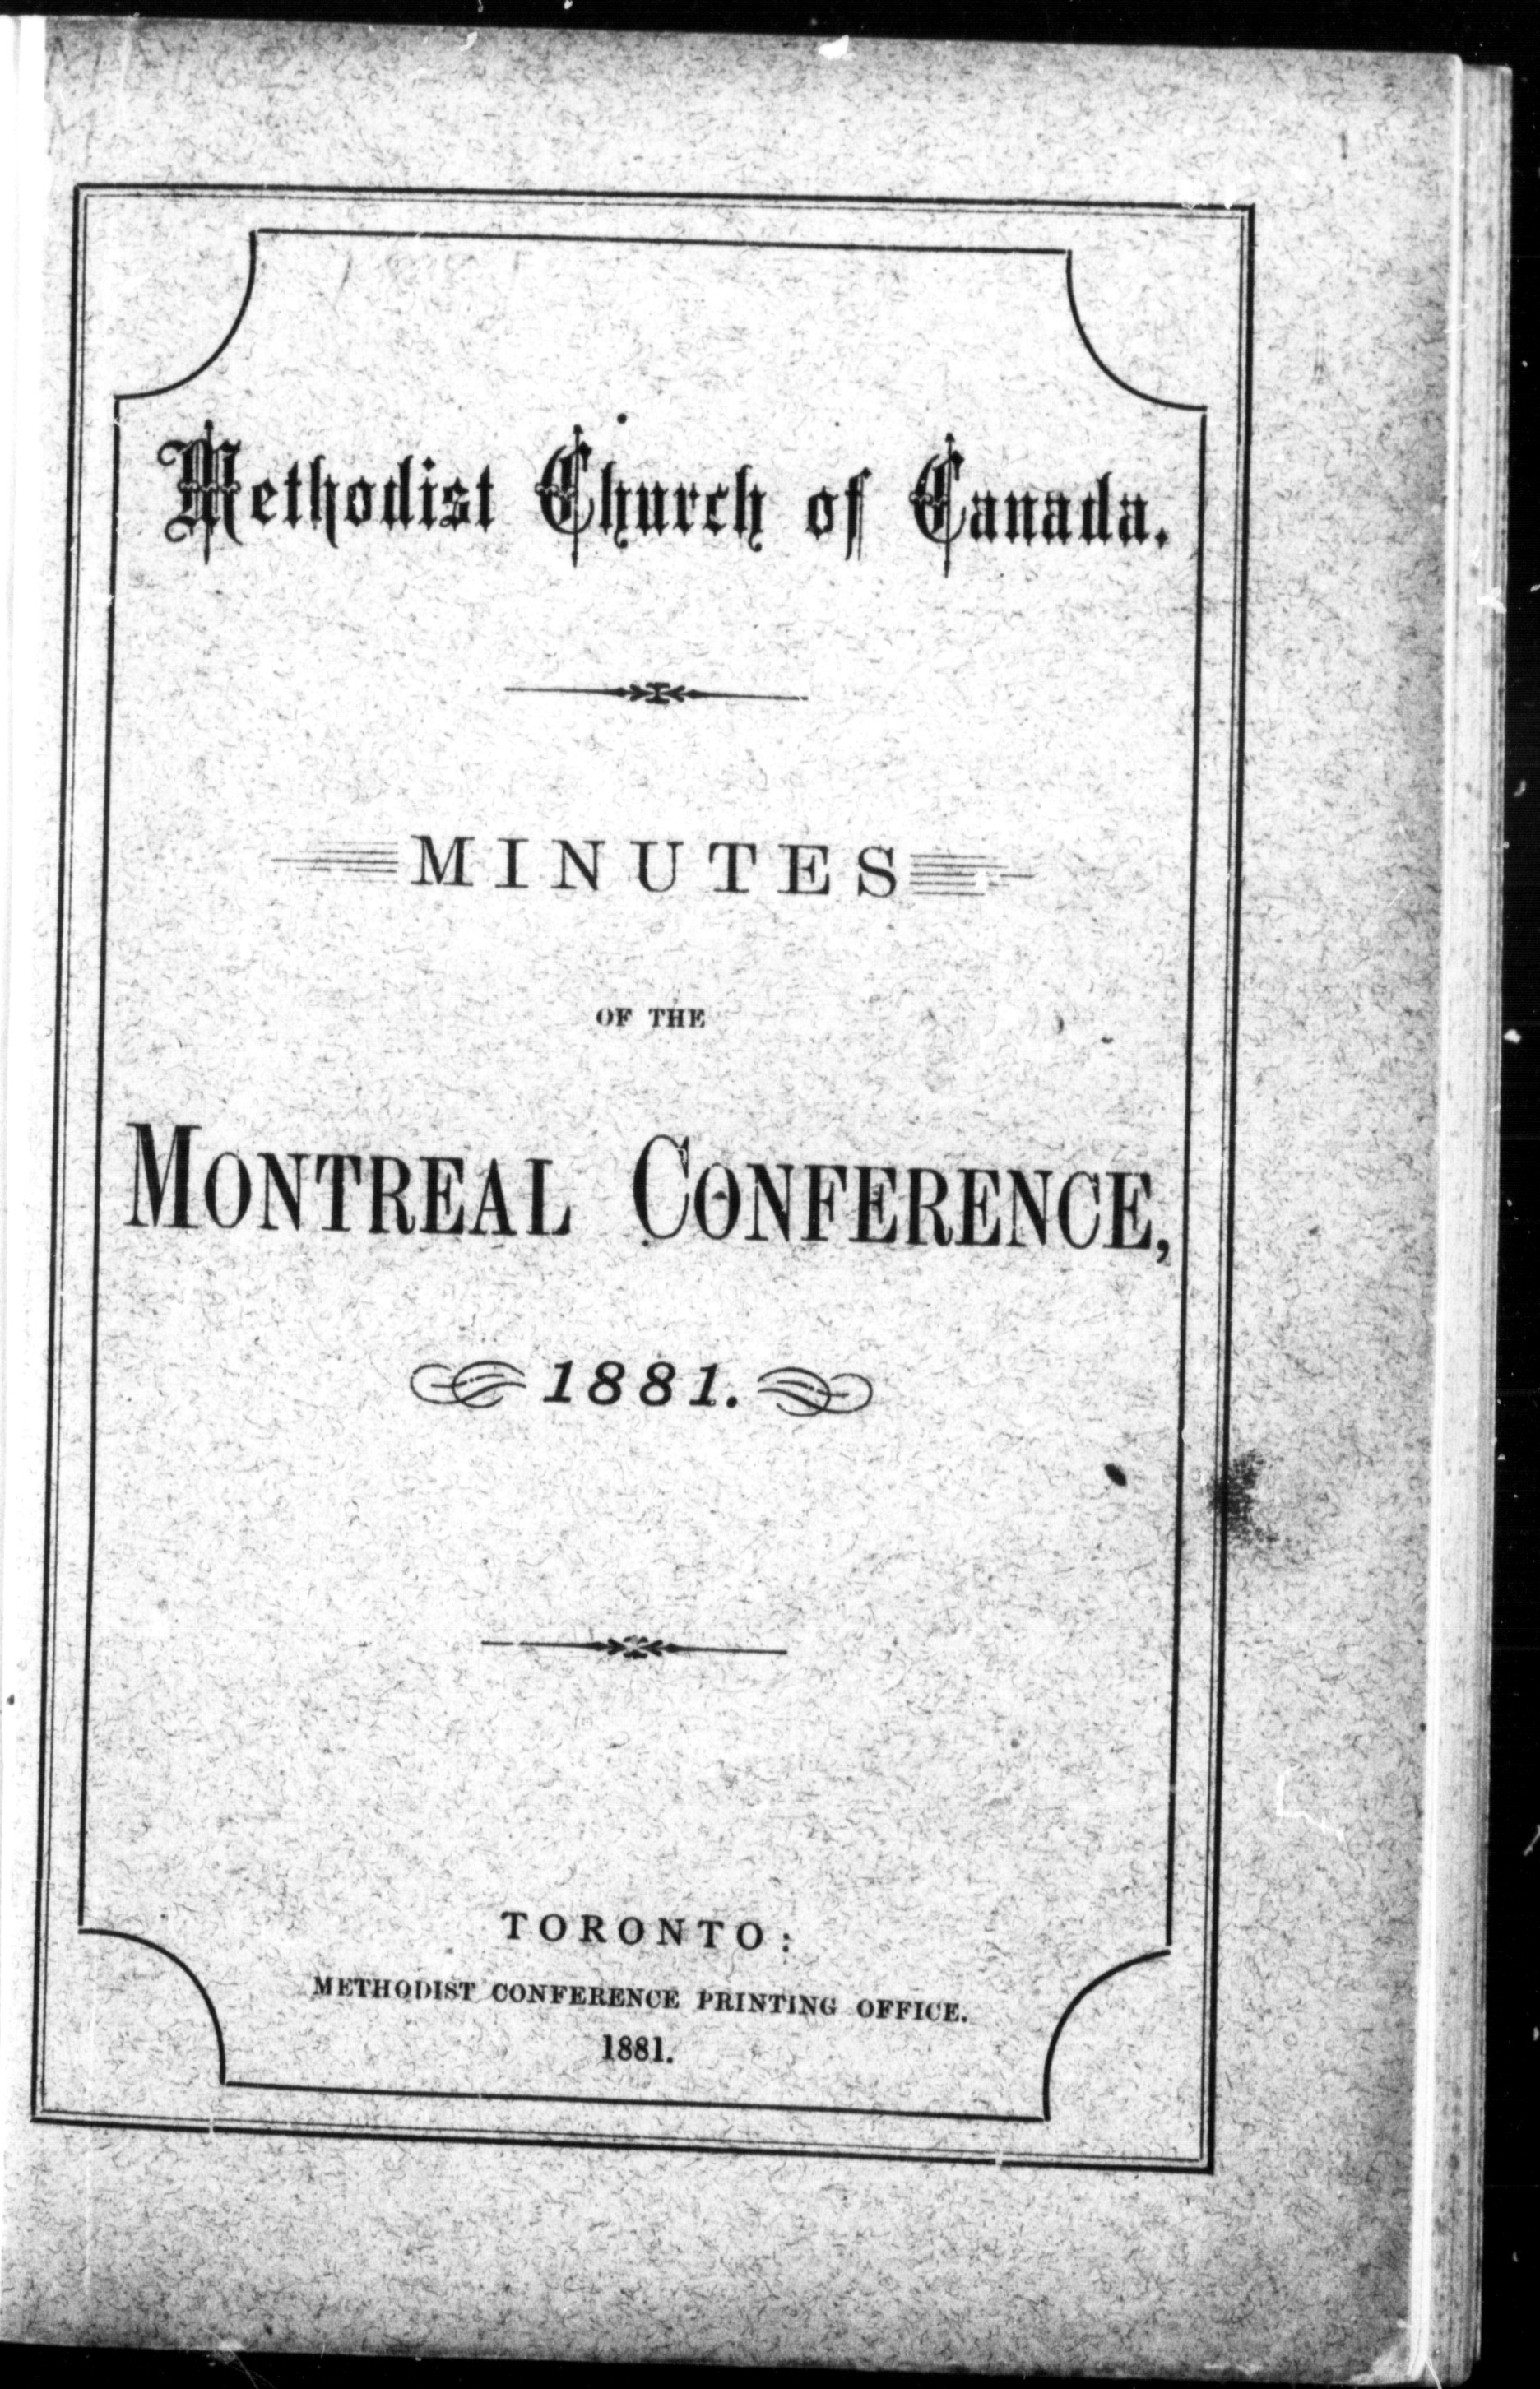 Methodist Church of Canada.
MINUTES
OF THE
MONTREAL CONFERENCE,
1881.
TORONTO:
METHODIST CONFERENCE PRINTING OFFICE.
1881.